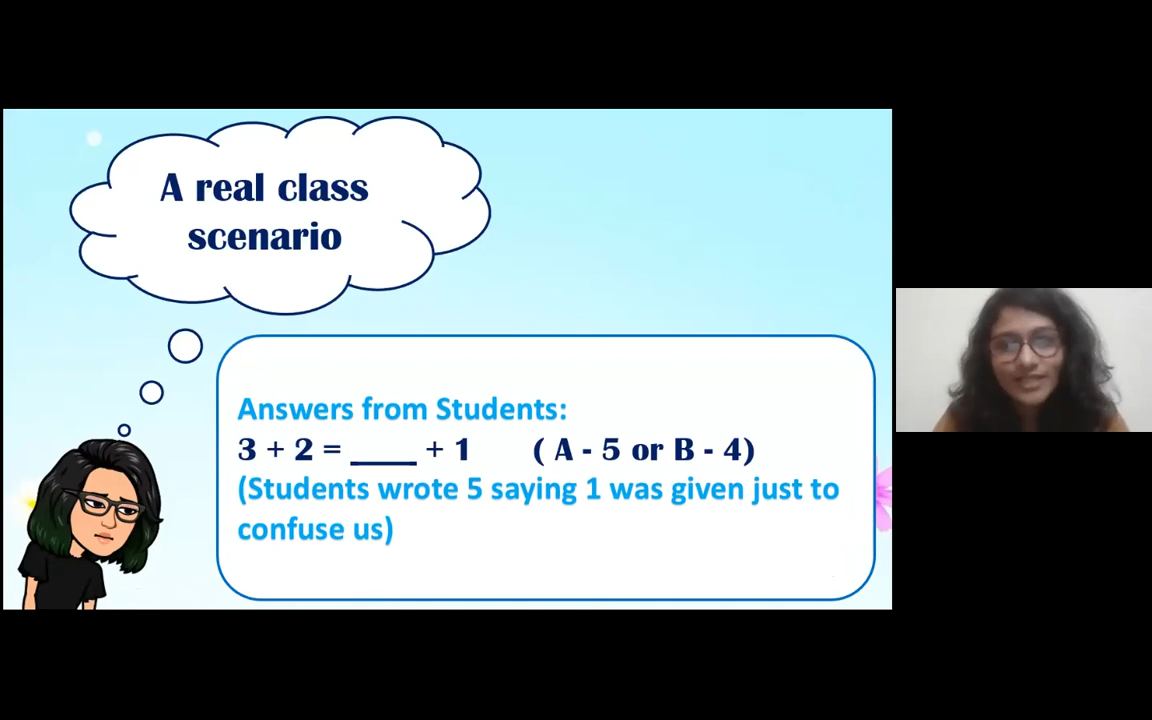 A real class
scenario
Answers from Students:
3 + 2 = ____ + 1 ( A - 5 or B - 4)
(Students wrote 5 saying 1 was given just to
confuse us)